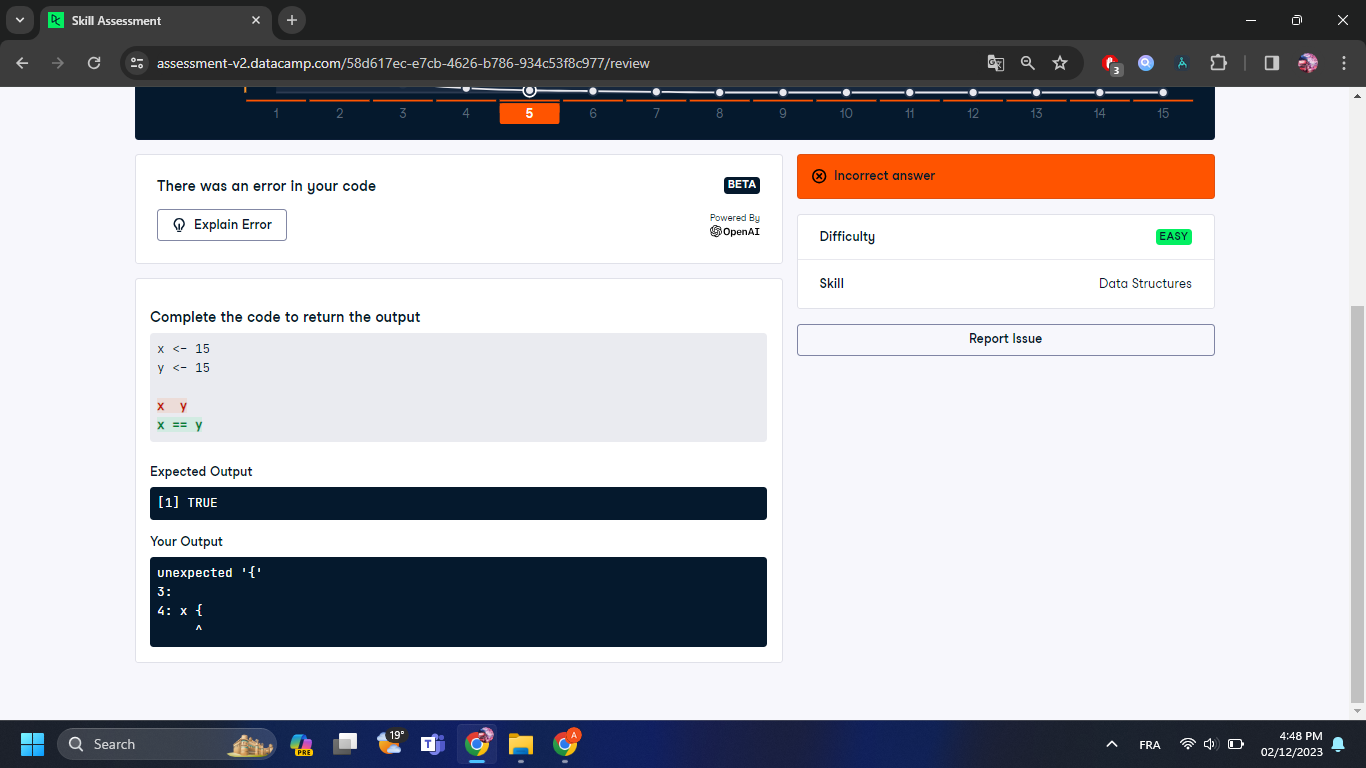 Skill Assessment
assessment-v2.datacamp.com/58d617ec-e7cb-4626-b786-934c53f8c977/review
3
1 2 3 4 5 6 7 8 9 10 11 12 13 14 15
There was an error in your code
BETA
Explain Error
Powered By
OpenAI
Incorrect answer
Difficulty
EASY
Skill
Data Structures
Report Issue
Complete the code to return the output
x <- 15
y <- 15
x  y
x == y
Expected Output
[1] TRUE
Your Output
unexpected '{'
3:
4: x {
^
Search
PRE
19°
A
FRA
4:48 PM
02/12/2023